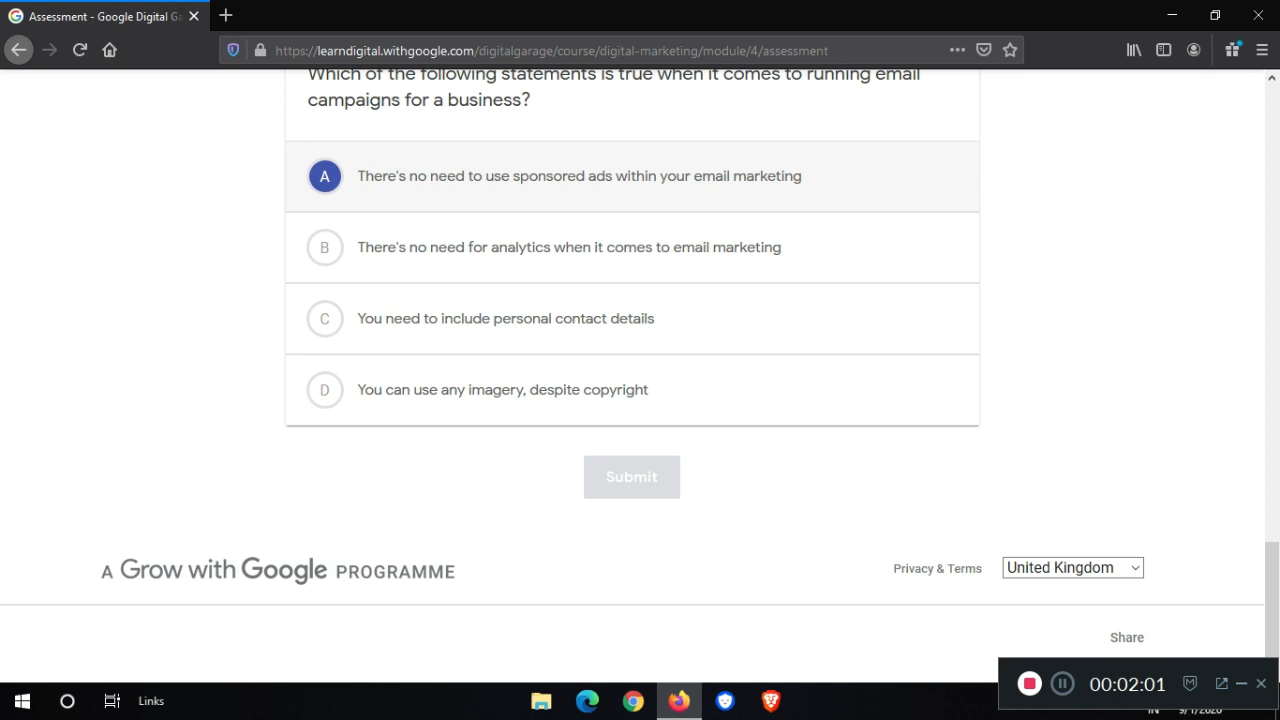 Assessment - Google Digital Ga
https://learndigital.withgoogle.com/digitalgarage/course/digital-marketing/module/4/assessment
Which of the following statements is true when it comes to running email
campaigns for a business?
A There's no need to use sponsored ads within your email marketing
B There's no need for analytics when it comes to email marketing
C You need to include personal contact details
D You can use any imagery, despite copyright
Submit
A Grow with Google PROGRAMME
Privacy & Terms
United Kingdom
Share
00:02:01
Links
IN 9/1/2020